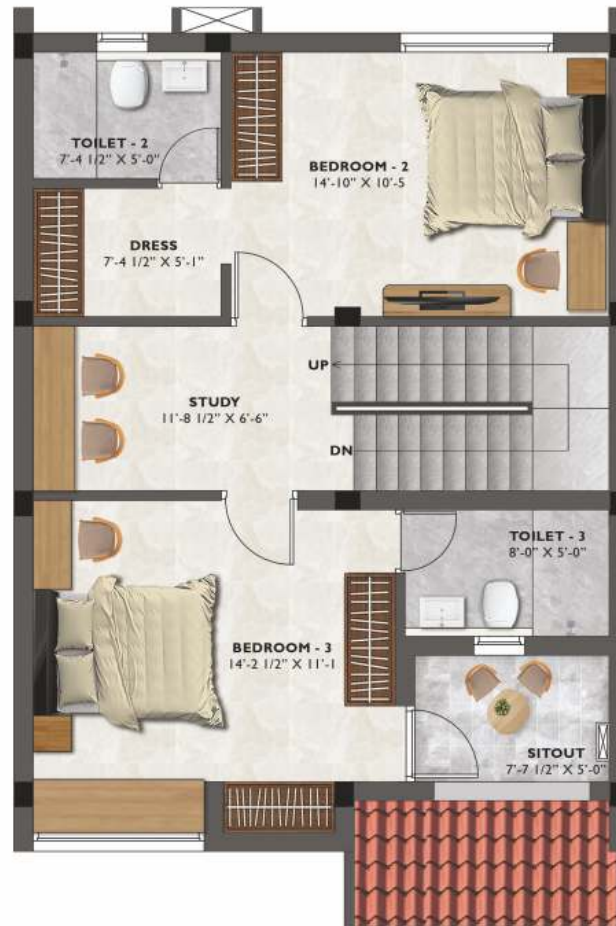 TOILET - 2
7'-4 1/2" X 5'-0"
BEDROOM - 2
14'-10" X 10'-5
DRESS
7'-4 1/2" X 5'-1"
UP
STUDY
11'-8 1/2" X 6'-6"
DN
TOILET - 3
8'-0" X 5'-0"
BEDROOM - 3
14'-2 1/2" X 11'-1
SITOUT
7'-7 1/2" X 5'-0"